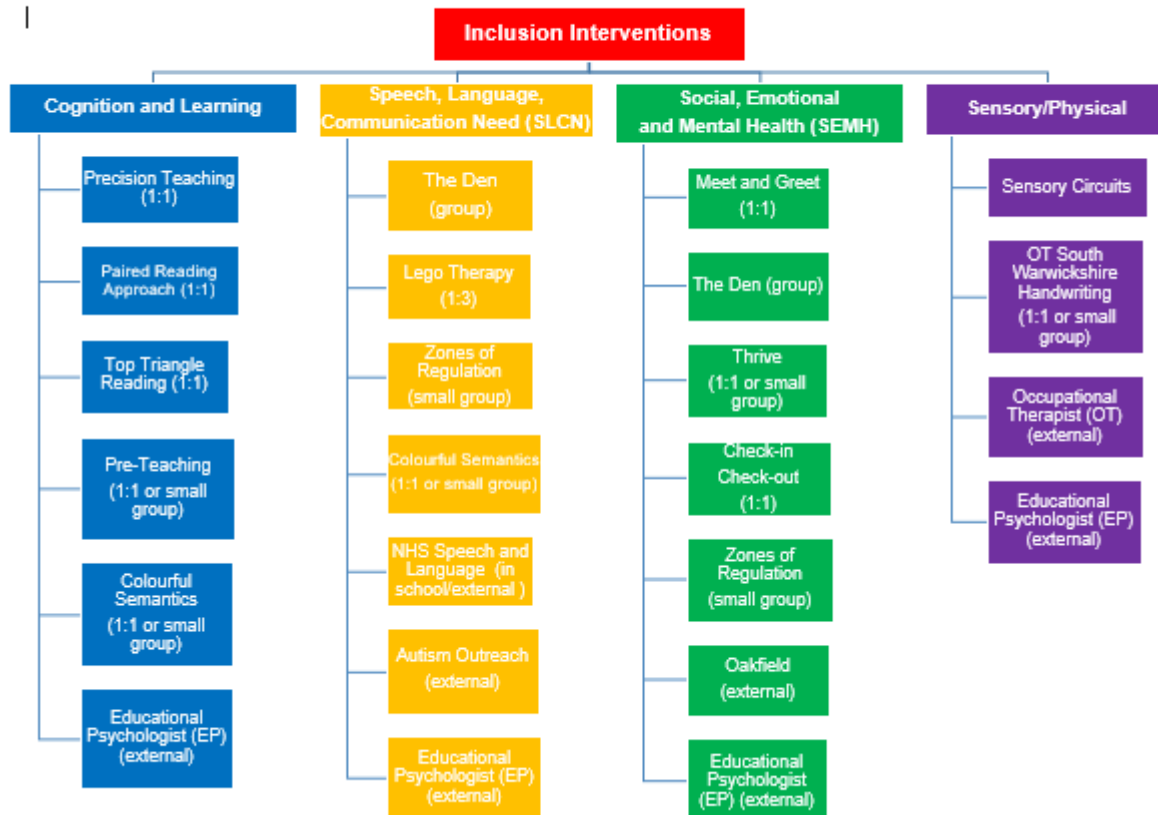 Inclusion Interventions
Cognition and Learning
Precision Teaching
(1:1)
Paired Reading
Approach (1:1)
Top Triangle
Reading (1:1)
Pre-Teaching
(1:1 or small
group)
Colourful
Semantics
(1:1 or small
group)
Educational
Psychologist (EP)
(external)
Speech, Language,
Communication Need (SLCN)
The Den
(group)
Lego Therapy
(1:3)
Zones of
Regulation
(small group)
Colourful Semantics
(1:1 or small group)
NHS Speech and
Language (in
school/external )
Autism Outreach
(external)
Educational
Psychologist (EP)
(external)
Social, Emotional
and Mental Health (SEMH)
Meet and Greet
(1:1)
The Den (group)
Thrive
(1:1 or small
group)
Check-in
Check-out
(1:1)
Zones of
Regulation
(small group)
Oakfield
(external)
Educational
Psychologist
(EP) (external)
Sensory/Physical
Sensory Circuits
OT South
Warwickshire
Handwriting
(1:1 or small
group)
Occupational
Therapist (OT)
(external)
Educational
Psychologist (EP)
(external)